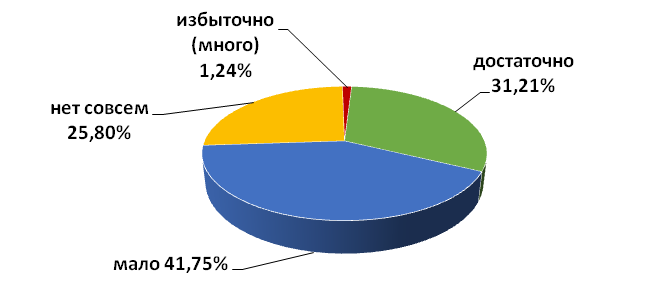 избыточно
(много)
1,24%
достаточно
31,21%
нет совсем
25,80%
мало 41,75%